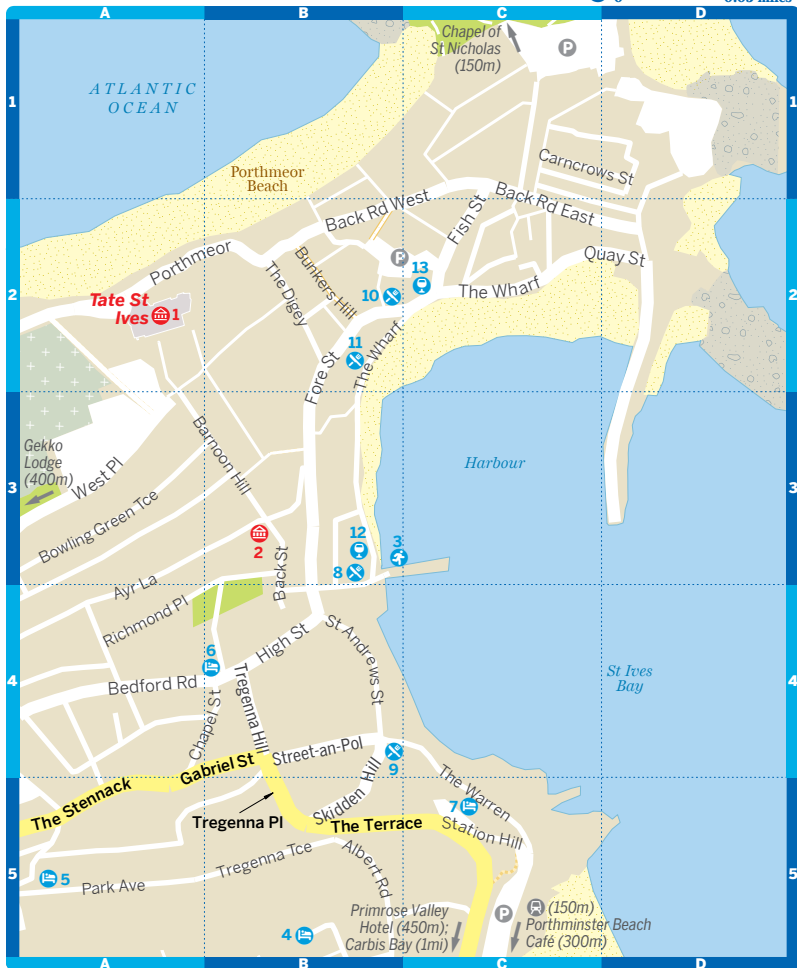 A
B
C
D
Chapel of
St Nicholas
(150m)
P
ATLANTIC
OCEAN
1
1
Carncrows St
Porthmeor
Beach
Back Rd West
Back Rd East
Fish St
Quay St
Porthmeor
P
13
The Digey
Bunkers Hill
10
The Wharf
2
2
Tate St
Ives
1
11
The Wharf
Fore St
Gekko
Lodge
(400m)
West Pl
Barnoon Hill
Harbour
3
3
Bowling Green Tce
2
12
3
8
Back St
Ayr La
Richmond Pl
St Andrews St
High St
6
4
4
St Ives
Bay
Bedford Rd
Tregenna Hill
Chapel St
Street-an-Pol
9
Gabriel St
The Stennack
Skidden Hill
The Warren
7
Tregenna Pl
The Terrace
Station Hill
5
5
Tregenna Tce
Albert Rd
5
Park Ave
4
Primrose Valley
Hotel (450m);
Carbis Bay (1mi)
P
(150m)
Porthminster Beach
Café (300m)
A
B
C
D